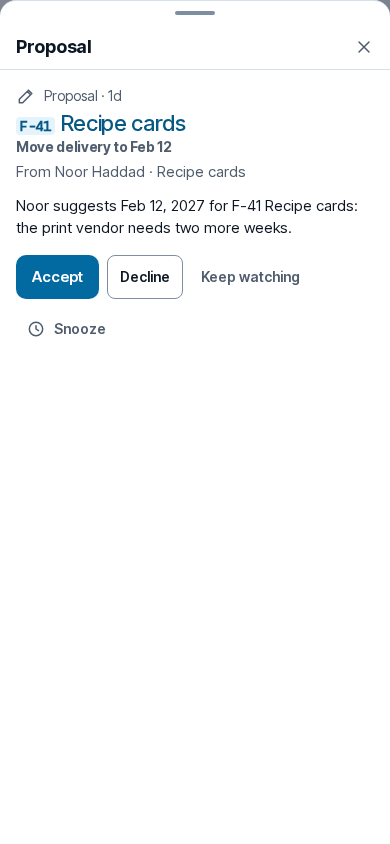 Proposal
Proposal · 1d
F-41 Recipe cards
Move delivery to Feb 12
From Noor Haddad · Recipe cards
Noor suggests Feb 12, 2027 for F-41 Recipe cards:
the print vendor needs two more weeks.
Accept Decline Keep watching
Snooze